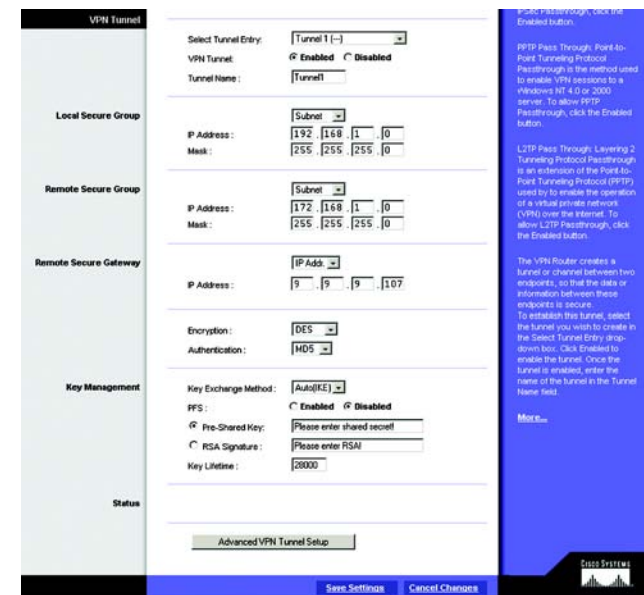 VPN Tunnel
Select Tunnel Entry: Tunnel 1 (---)
VPN Tunnel: Enabled Disabled
Tunnel Name : Tunnel1
Local Secure Group
Subnet
IP Address : 192 . 168 . 1 . 0
Mask : 255 . 255 . 255 . 0
Remote Secure Group
Subnet
IP Address : 172 . 168 . 1 . 0
Mask : 255 . 255 . 255 . 0
Remote Secure Gateway
IP Addr.
IP Address : 9 . 9 . 9 . 107
Encryption : DES
Authentication : MD5
Key Management
Key Exchange Method : Auto(IKE)
PFS : Enabled Disabled
Pre-Shared Key: Please enter shared secret!
RSA Signature : Please enter RSA!
Key Lifetime : 28000
Status
Advanced VPN Tunnel Setup
Save Settings Cancel Changes
IPSec Passthrough, click the
Enabled button.
PPTP Pass Through: Point-to-
Point Tunneling Protocol
Passthrough is the method used
to enable VPN sessions to a
Windows NT 4.0 or 2000
server. To allow PPTP
Passthrough, click the Enabled
button.
L2TP Pass Through: Layering 2
Tunneling Protocol Passthrough
is an extension of the Point-to-
Point Tunneling Protocol (PPTP)
used by to enable the operation
of a virtual private network
(VPN) over the Internet. To
allow L2TP Passthrough, click
the Enabled button.
The VPN Router creates a
tunnel or channel between two
endpoints, so that the data or
information between these
endpoints is secure.
To establish this tunnel, select
the tunnel you wish to create in
the Select Tunnel Entry drop-
down box. Click Enabled to
enable the tunnel. Once the
tunnel is enabled, enter the
name of the tunnel in the Tunnel
Name field.
More...
CISCO SYSTEMS